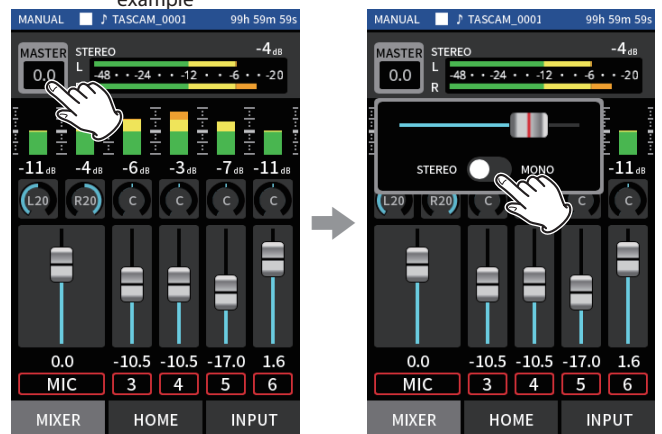 example
MANUAL ♪ TASCAM_0001 99h 59m 59s
MASTER STEREO -4dB
0.0 L -48 · · -24 · · -12 · · -6 · · -20
-11dB -4dB -6dB -3dB -7dB -11dB
L20 R20 C C C C
0.0 -10.5 -10.5 -17.0 1.6
MIC 3 4 5 6
MIXER HOME INPUT
MANUAL ♪ TASCAM_0001 99h 59m 59s
MASTER STEREO -4dB
0.0 L -48 · · -24 · · -12 · · -6 · · -20
R
STEREO MONO
-11dB
L20 R20 C C C C
0.0 -10.5 -10.5 -17.0 1.6
MIC 3 4 5 6
MIXER HOME INPUT